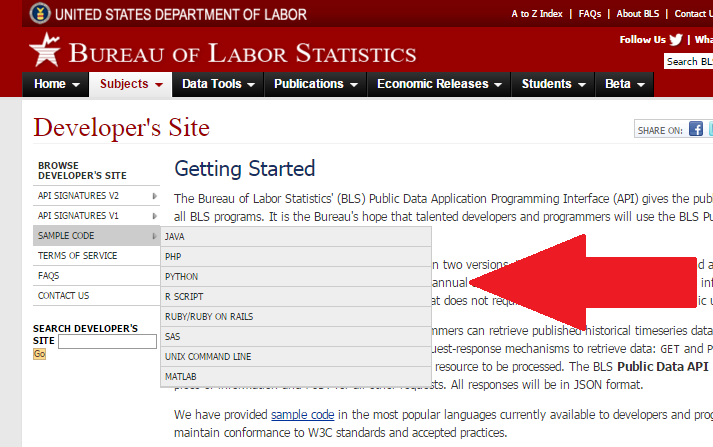 UNITED STATES DEPARTMENT OF LABOR
A to Z Index | FAQs | About BLS | Contact U
BUREAU OF LABOR STATISTICS
Follow Us | Wha
Search BLS
Home Subjects Data Tools Publications Economic Releases Students Beta
Developer's Site
SHARE ON:
BROWSE
DEVELOPER'S SITE
API SIGNATURES V2
API SIGNATURES V1
SAMPLE CODE
TERMS OF SERVICE
FAQS
CONTACT US
SEARCH DEVELOPER'S
SITE
Go
JAVA
PHP
PYTHON
R SCRIPT
RUBY/RUBY ON RAILS
SAS
UNIX COMMAND LINE
MATLAB
Getting Started
The Bureau of Labor Statistics' (BLS) Public Data Application Programming Interface (API) gives the pub
all BLS programs. It is the Bureau's hope that talented developers and programmers will use the BLS Pu
n two versions
d a
annual
inf
at does not requi
ic u
mmers can retrieve published historical timeseries data
uest-response mechanisms to retrieve data: GET and P
resource to be processed. The BLS Public Data API
for all other requests. All responses will be in JSON format.
We have provided sample code in the most popular languages currently available to developers and prog
maintain conformance to W3C standards and accepted practices.